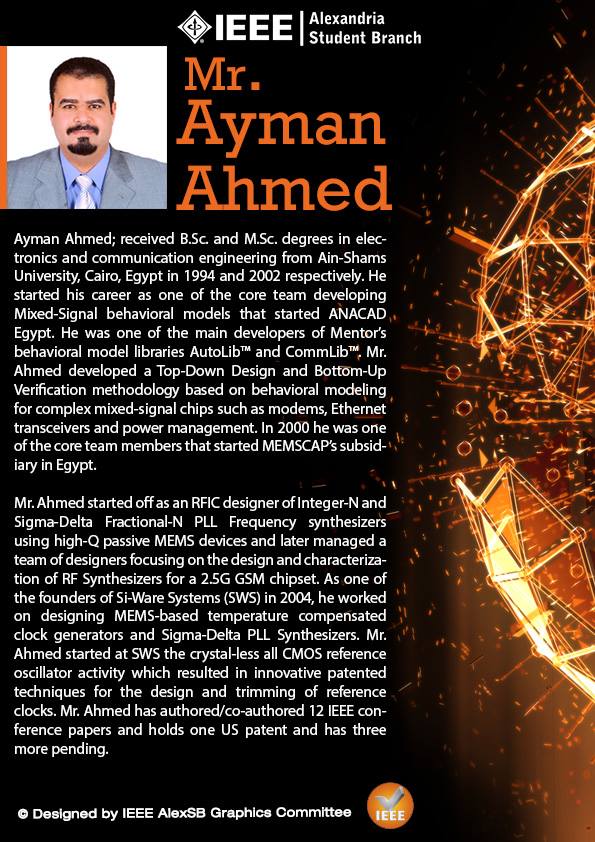 IEEE
Alexandria
Student Branch
Mr.
Ayman
Ahmed
Ayman Ahmed; received B.Sc. and M.Sc. degrees in elec-
tronics and communication engineering from Ain-Shams
University, Cairo, Egypt in 1994 and 2002 respectively. He
started his career as one of the core team developing
Mixed-Signal behavioral models that started ANACAD
Egypt. He was one of the main developers of Mentor's
behavioral model libraries AutoLib™ and CommLib™. Mr.
Ahmed developed a Top-Down Design and Bottom-Up
Verification methodology based on behavioral modeling
for complex mixed-signal chips such as modems, Ethernet
transceivers and power management. In 2000 he was one
of the core team members that started MEMSCAP's subsid-
iary in Egypt.
Mr. Ahmed started off as an RFIC designer of Integer-N and
Sigma-Delta Fractional-N PLL Frequency synthesizers
using high-Q passive MEMS devices and later managed a
team of designers focusing on the design and characteriza-
tion of RF Synthesizers for a 2.5G GSM chipset. As one of
the founders of Si-Ware Systems (SWS) in 2004, he worked
on designing MEMS-based temperature compensated
clock generators and Sigma-Delta PLL Synthesizers. Mr.
Ahmed started at SWS the crystal-less all CMOS reference
oscillator activity which resulted in innovative patented
techniques for the design and trimming of reference
clocks. Mr. Ahmed has authored/co-authored 12 IEEE con-
ference papers and holds one US patent and has three
more pending.
© Designed by IEEE AlexSB Graphics Committee
IEEE